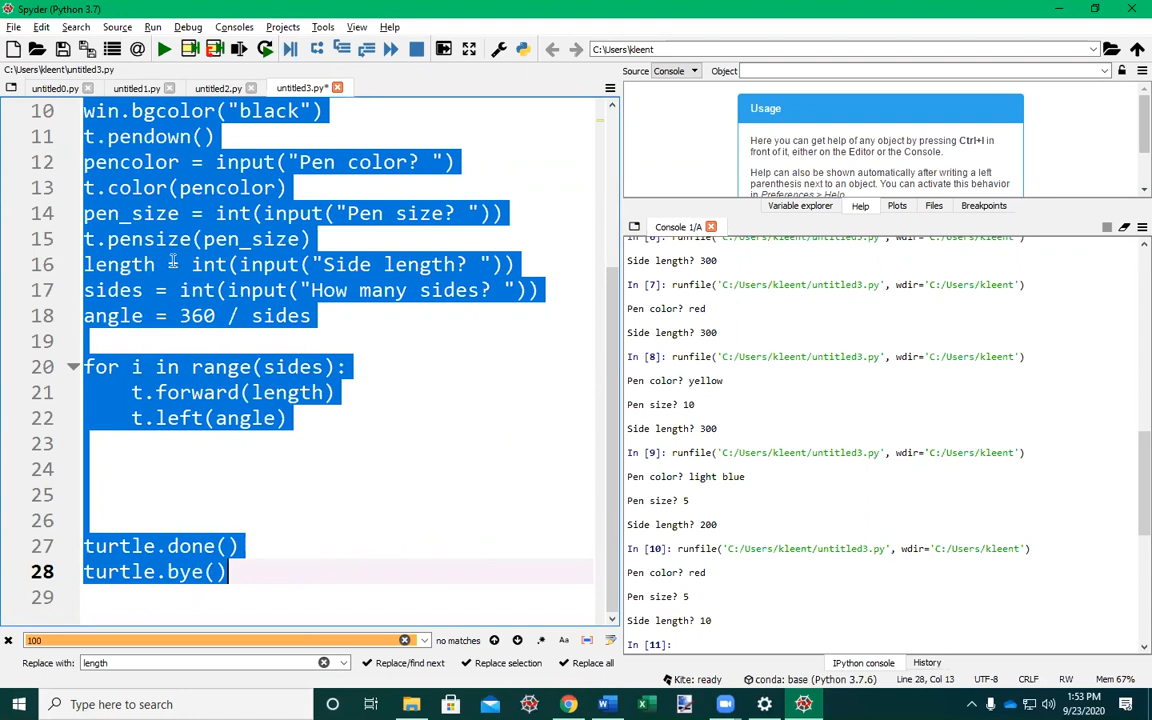 Spyder (Python 3.7)
File Edit Search Source Run Debug Consoles Projects Tools View Help
C:\Users\kleent
C:\Users\kleent\untitled3.py
Source Console Object
untitled0.py untitled1.py untitled2.py untitled3.py*
10 win.bgcolor("black")
11 t.pendown()
12 pencolor = input("Pen color? ")
13 t.color(pencolor)
14 pen_size = int(input("Pen size? "))
15 t.pensize(pen_size)
16 length = int(input("Side length? "))
17 sides = int(input("How many sides? "))
18 angle = 360 / sides
19
20 for i in range(sides):
21 t.forward(length)
22 t.left(angle)
23
24
25
26
27 turtle.done()
28 turtle.bye()
29
Usage
Here you can get help of any object by pressing Ctrl+I in
front of it, either on the Editor or the Console.
Help can also be shown automatically after writing a left
parenthesis next to an object. You can activate this behavior
in Preferences > Help.
Variable explorer Help Plots Files Breakpoints
Console 1/A
In [6]: runfile('C:/Users/kleent/untitled3.py', wdir='C:/Users/kleent')
Side length? 300
In [7]: runfile('C:/Users/kleent/untitled3.py', wdir='C:/Users/kleent')
Pen color? red
Side length? 300
In [8]: runfile('C:/Users/kleent/untitled3.py', wdir='C:/Users/kleent')
Pen color? yellow
Pen size? 10
Side length? 300
In [9]: runfile('C:/Users/kleent/untitled3.py', wdir='C:/Users/kleent')
Pen color? light blue
Pen size? 5
Side length? 200
In [10]: runfile('C:/Users/kleent/untitled3.py', wdir='C:/Users/kleent')
Pen color? red
Pen size? 5
Side length? 10
In [11]:
100 no matches Aa
Replace with: length Replace/find next Replace selection Replace all
IPython console History
Kite: ready conda: base (Python 3.7.6) Line 28, Col 13 UTF-8 CRLF RW Mem 67%
Type here to search
1:53 PM
9/23/2020